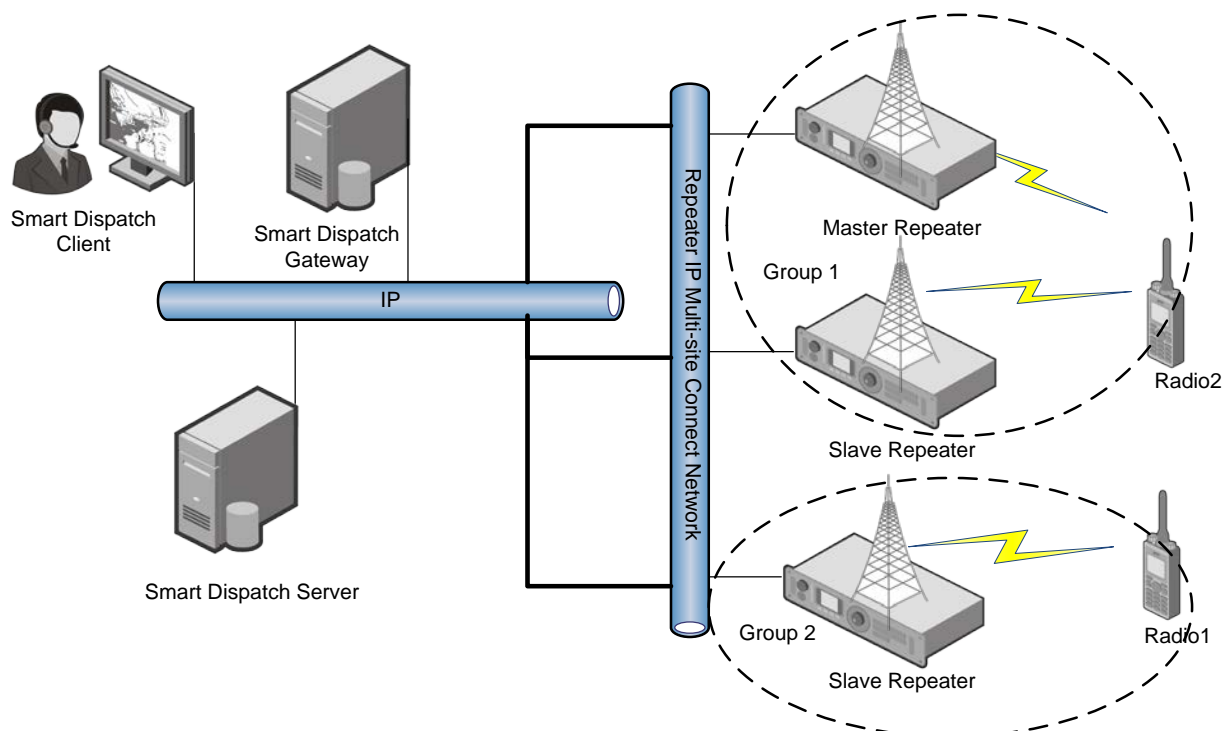 Smart Dispatch
Client
Smart Dispatch
Gateway
IP
Smart Dispatch Server
Repeater IP Multi-site Connect Network
Master Repeater
Group 1
Radio2
Slave Repeater
Group 2
Radio1
Slave Repeater